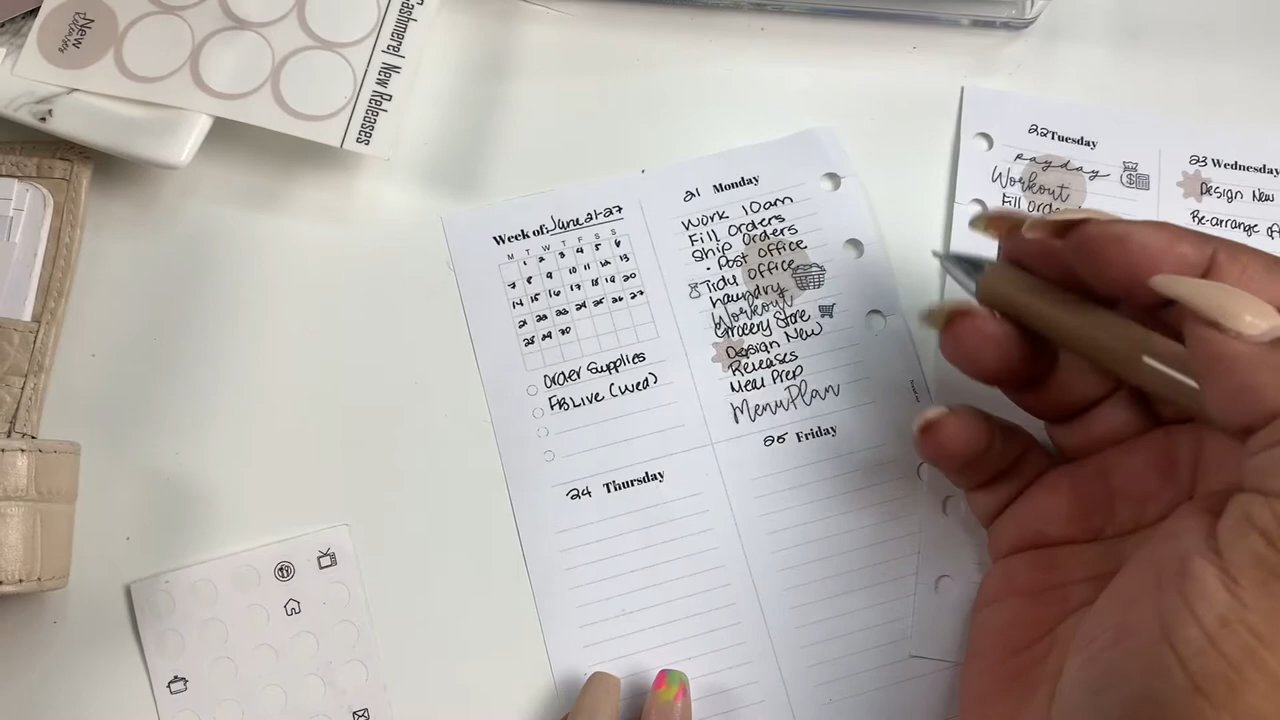 New
Releases
Cashmere| New Releases
Week of: June 21-27
M T W T F S S
1 2 3 4 5 6
7 8 9 10 11 12 13
14 15 16 17 18 19 20
21 22 23 24 25 26 27
28 29 30
Order Supplies
FB Live (Wed)
21 Monday
Work 10am
Fill Orders
Ship Orders
• Post Office
Tidy Office
Laundry
Workout
Grocery Store
Design New
Releases
Meal Prep
Menu Plan
22 Tuesday
payday
Workout
Fill orde
23 Wednesday
Design New
Re-arrange of
24 Thursday
25 Friday